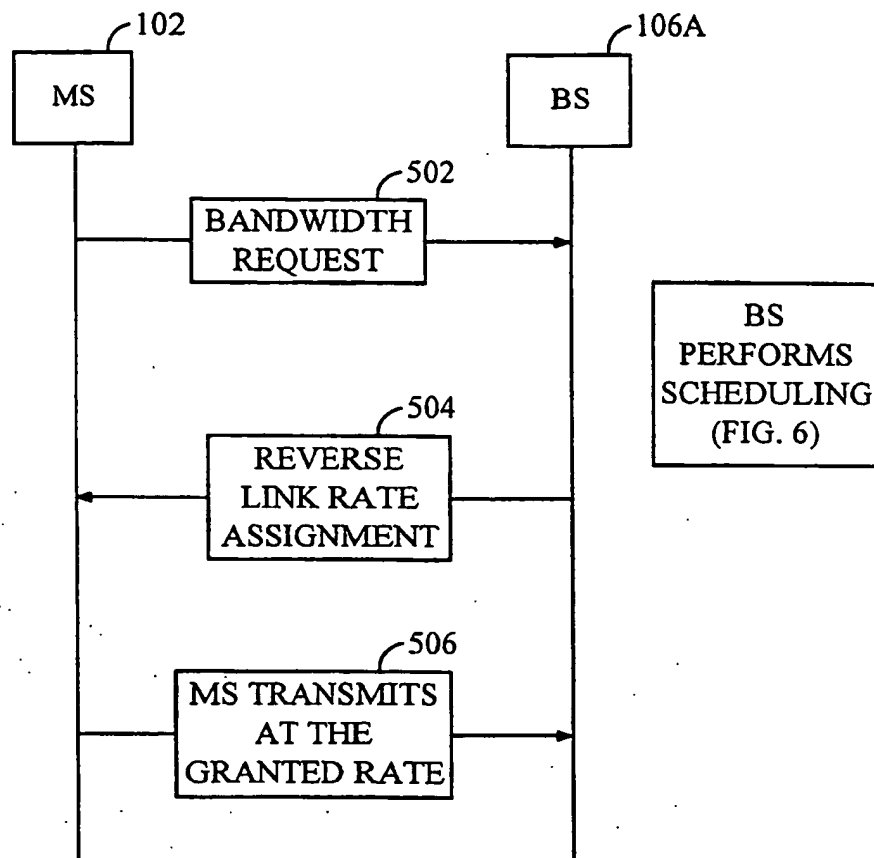 102
106A
MS
BS
502
BANDWIDTH
REQUEST
BS
PERFORMS
SCHEDULING
(FIG. 6)
504
REVERSE
LINK RATE
ASSIGNMENT
506
MS TRANSMITS
AT THE
GRANTED RATE